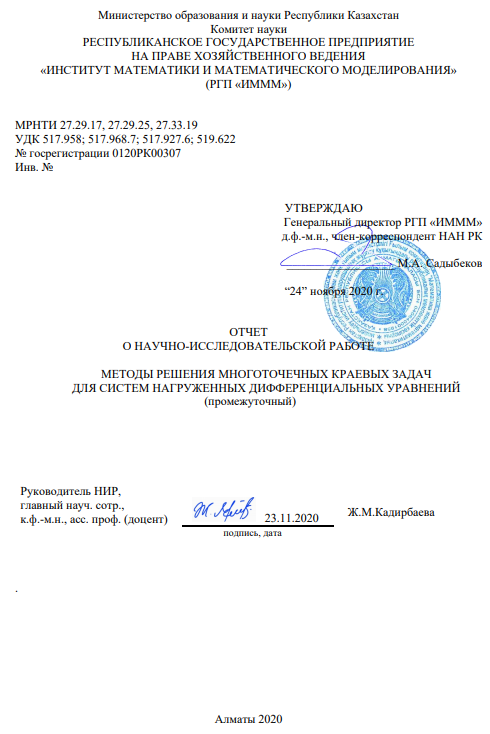 Министерство образования и науки Республики Казахстан
Комитет науки
РЕСПУБЛИКАНСКОЕ ГОСУДАРСТВЕННОЕ ПРЕДПРИЯТИЕ
НА ПРАВЕ ХОЗЯЙСТВЕННОГО ВЕДЕНИЯ
«ИНСТИТУТ МАТЕМАТИКИ И МАТЕМАТИЧЕСКОГО МОДЕЛИРОВАНИЯ»
(РГП «ИМММ»)
МРНТИ 27.29.17, 27.29.25, 27.33.19
УДК 517.958; 517.968.7; 517.927.6; 519.622
№ госрегистрации 0120РК00307
Инв. №
УТВЕРЖДАЮ
Генеральный директор РГП «ИМММ»
д.ф.-м.н., член-корреспондент НАН РК
М.А. Садыбеков
“24” ноября 2020 г.
ОТЧЕТ
О НАУЧНО-ИССЛЕДОВАТЕЛЬСКОЙ РАБОТЕ
МЕТОДЫ РЕШЕНИЯ МНОГОТОЧЕЧНЫХ КРАЕВЫХ ЗАДАЧ
ДЛЯ СИСТЕМ НАГРУЖЕННЫХ ДИФФЕРЕНЦИАЛЬНЫХ УРАВНЕНИЙ
(промежуточный)
Руководитель НИР,
главный науч. сотр.,
к.ф.-м.н., асс. проф. (доцент) 23.11.2020 Ж.М.Кадирбаева
подпись, дата
.
Алматы 2020